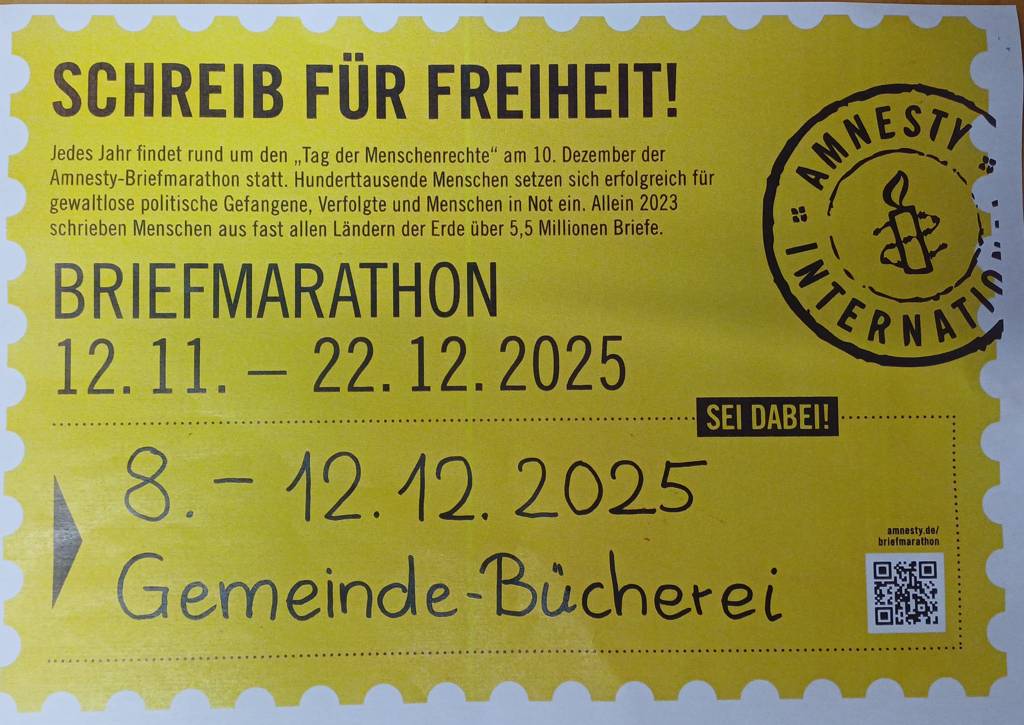 SCHREIB FÜR FREIHEIT!
Jedes Jahr findet rund um den „Tag der Menschenrechte“ am 10. Dezember der
Amnesty-Briefmarathon statt. Hunderttausende Menschen setzen sich erfolgreich für
gewaltlose politische Gefangene, Verfolgte und Menschen in Not ein. Allein 2023
schrieben Menschen aus fast allen Ländern der Erde über 5,5 Millionen Briefe.
AMNESTY
INTERNATIO
BRIEFMARATHON
12. 11. – 22. 12. 2025
SEI DABEI!
8. – 12.12.2025
Gemeinde-Bücherei
amnesty.de/
briefmarathon